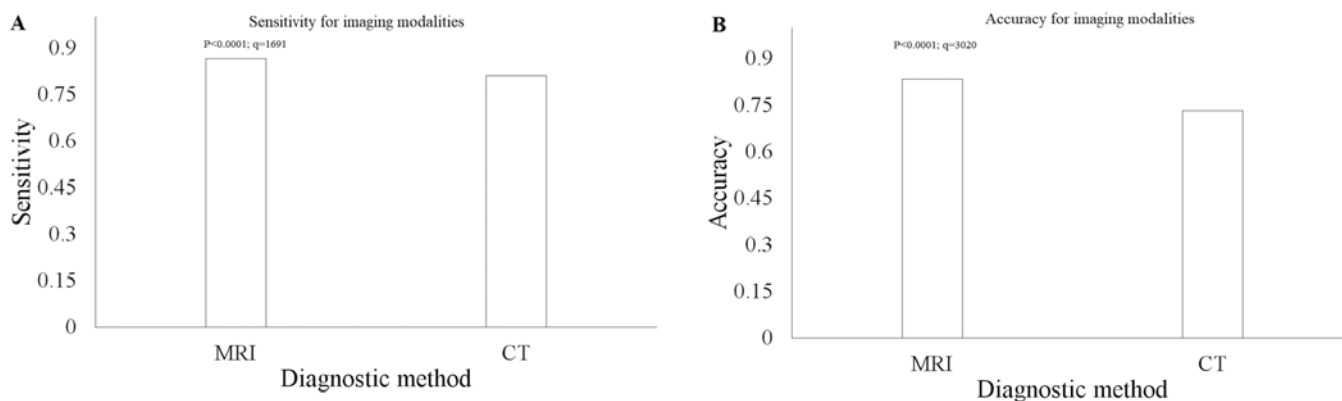 A
Sensitivity for imaging modalities
P<0.0001; q=1691
0.9
0.75
0.6
0.45
0.3
0.15
0
Sensitivity
MRI
CT
Diagnostic method
B
Accuracy for imaging modalities
P<0.0001; q=3020
0.9
0.75
0.6
0.45
0.3
0.15
0
Accuracy
MRI
CT
Diagnostic method